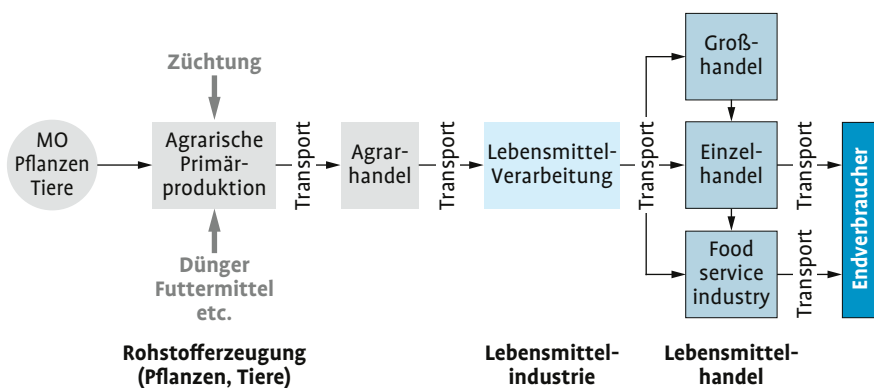 Züchtung
MO
Pflanzen
Tiere
Agrarische
Primär-
produktion
Transport
Agrar-
handel
Transport
Lebensmittel-
Verarbeitung
Transport
Groß-
handel
Einzel-
handel
Food
service
industry
Transport
Transport
Endverbraucher
Dünger
Futtermittel
etc.
Rohstofferzeugung
(Pflanzen, Tiere)
Lebensmittel-
industrie
Lebensmittel-
handel